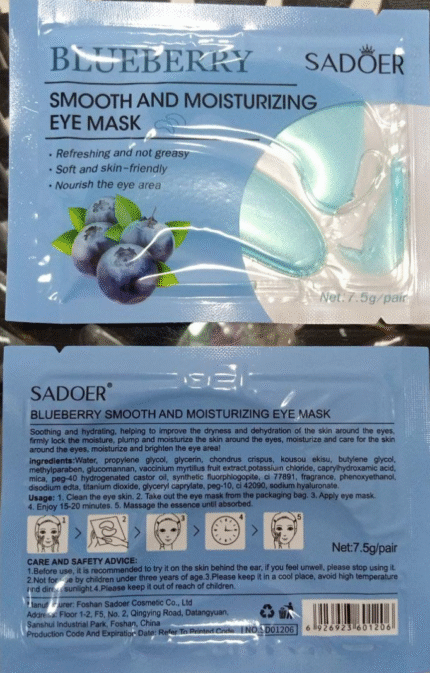 BLUEBERRY
SADOER
SMOOTH AND MOISTURIZING
EYE MASK
· Refreshing and not greasy
· Soft and skin-friendly
· Nourish the eye area
Net: 7.5g/pair
SADOER®
BLUEBERRY SMOOTH AND MOISTURIZING EYE MASK
Soothing and hydrating, helping to improve the dryness and dehydration of the skin around the eyes,
firmly lock the moisture, plump and moisturize the skin around the eyes, moisturize and care for the skin
around the eyes, moisturize and brighten the eye area!
Ingredients:Water, propylene glycol, glycerin, chondrus crispus, kousou ekisu, butylene glycol,
methylparaben, glucomannan, vaccinium myrtillus fruit extract,potassium chloride, capryhydroxamic acid,
mica, peg-40 hydrogenated castor oil, synthetic fluorphlogopite, ci 77891, fragrance, phenoxyethanol,
disodium edta, titanium dioxide, glyceryl caprylate, peg-10, ci 42090, sodium hyaluronate.
Usage: 1. Clean the eye skin. 2. Take out the eye mask from the packaging bag. 3. Apply eye mask.
4. Enjoy 15-20 minutes. 5. Massage the essence until absorbed.
1 > 2 > 3 > 4 > 5
Net:7.5g/pair
CARE AND SAFETY ADVICE:
1.Before use, it is recommended to try it on the skin behind the ear, if you feel unwell, please stop using it.
2.Not for use by children under three years of age.3.Please keep it in a cool place, avoid high temperature
and direct sunlight.4.Please keep it out of reach of children.
Manufacturer: Foshan Sadoer Cosmetic Co., Ltd
Address: Floor 1-2, F5, No. 2, Qingying Road, Datangyuan,
Sanshui Industrial Park, Foshan, China
Production Code And Expiration Date: Refer To Printed Code
NO SD01206
6 926923 601206